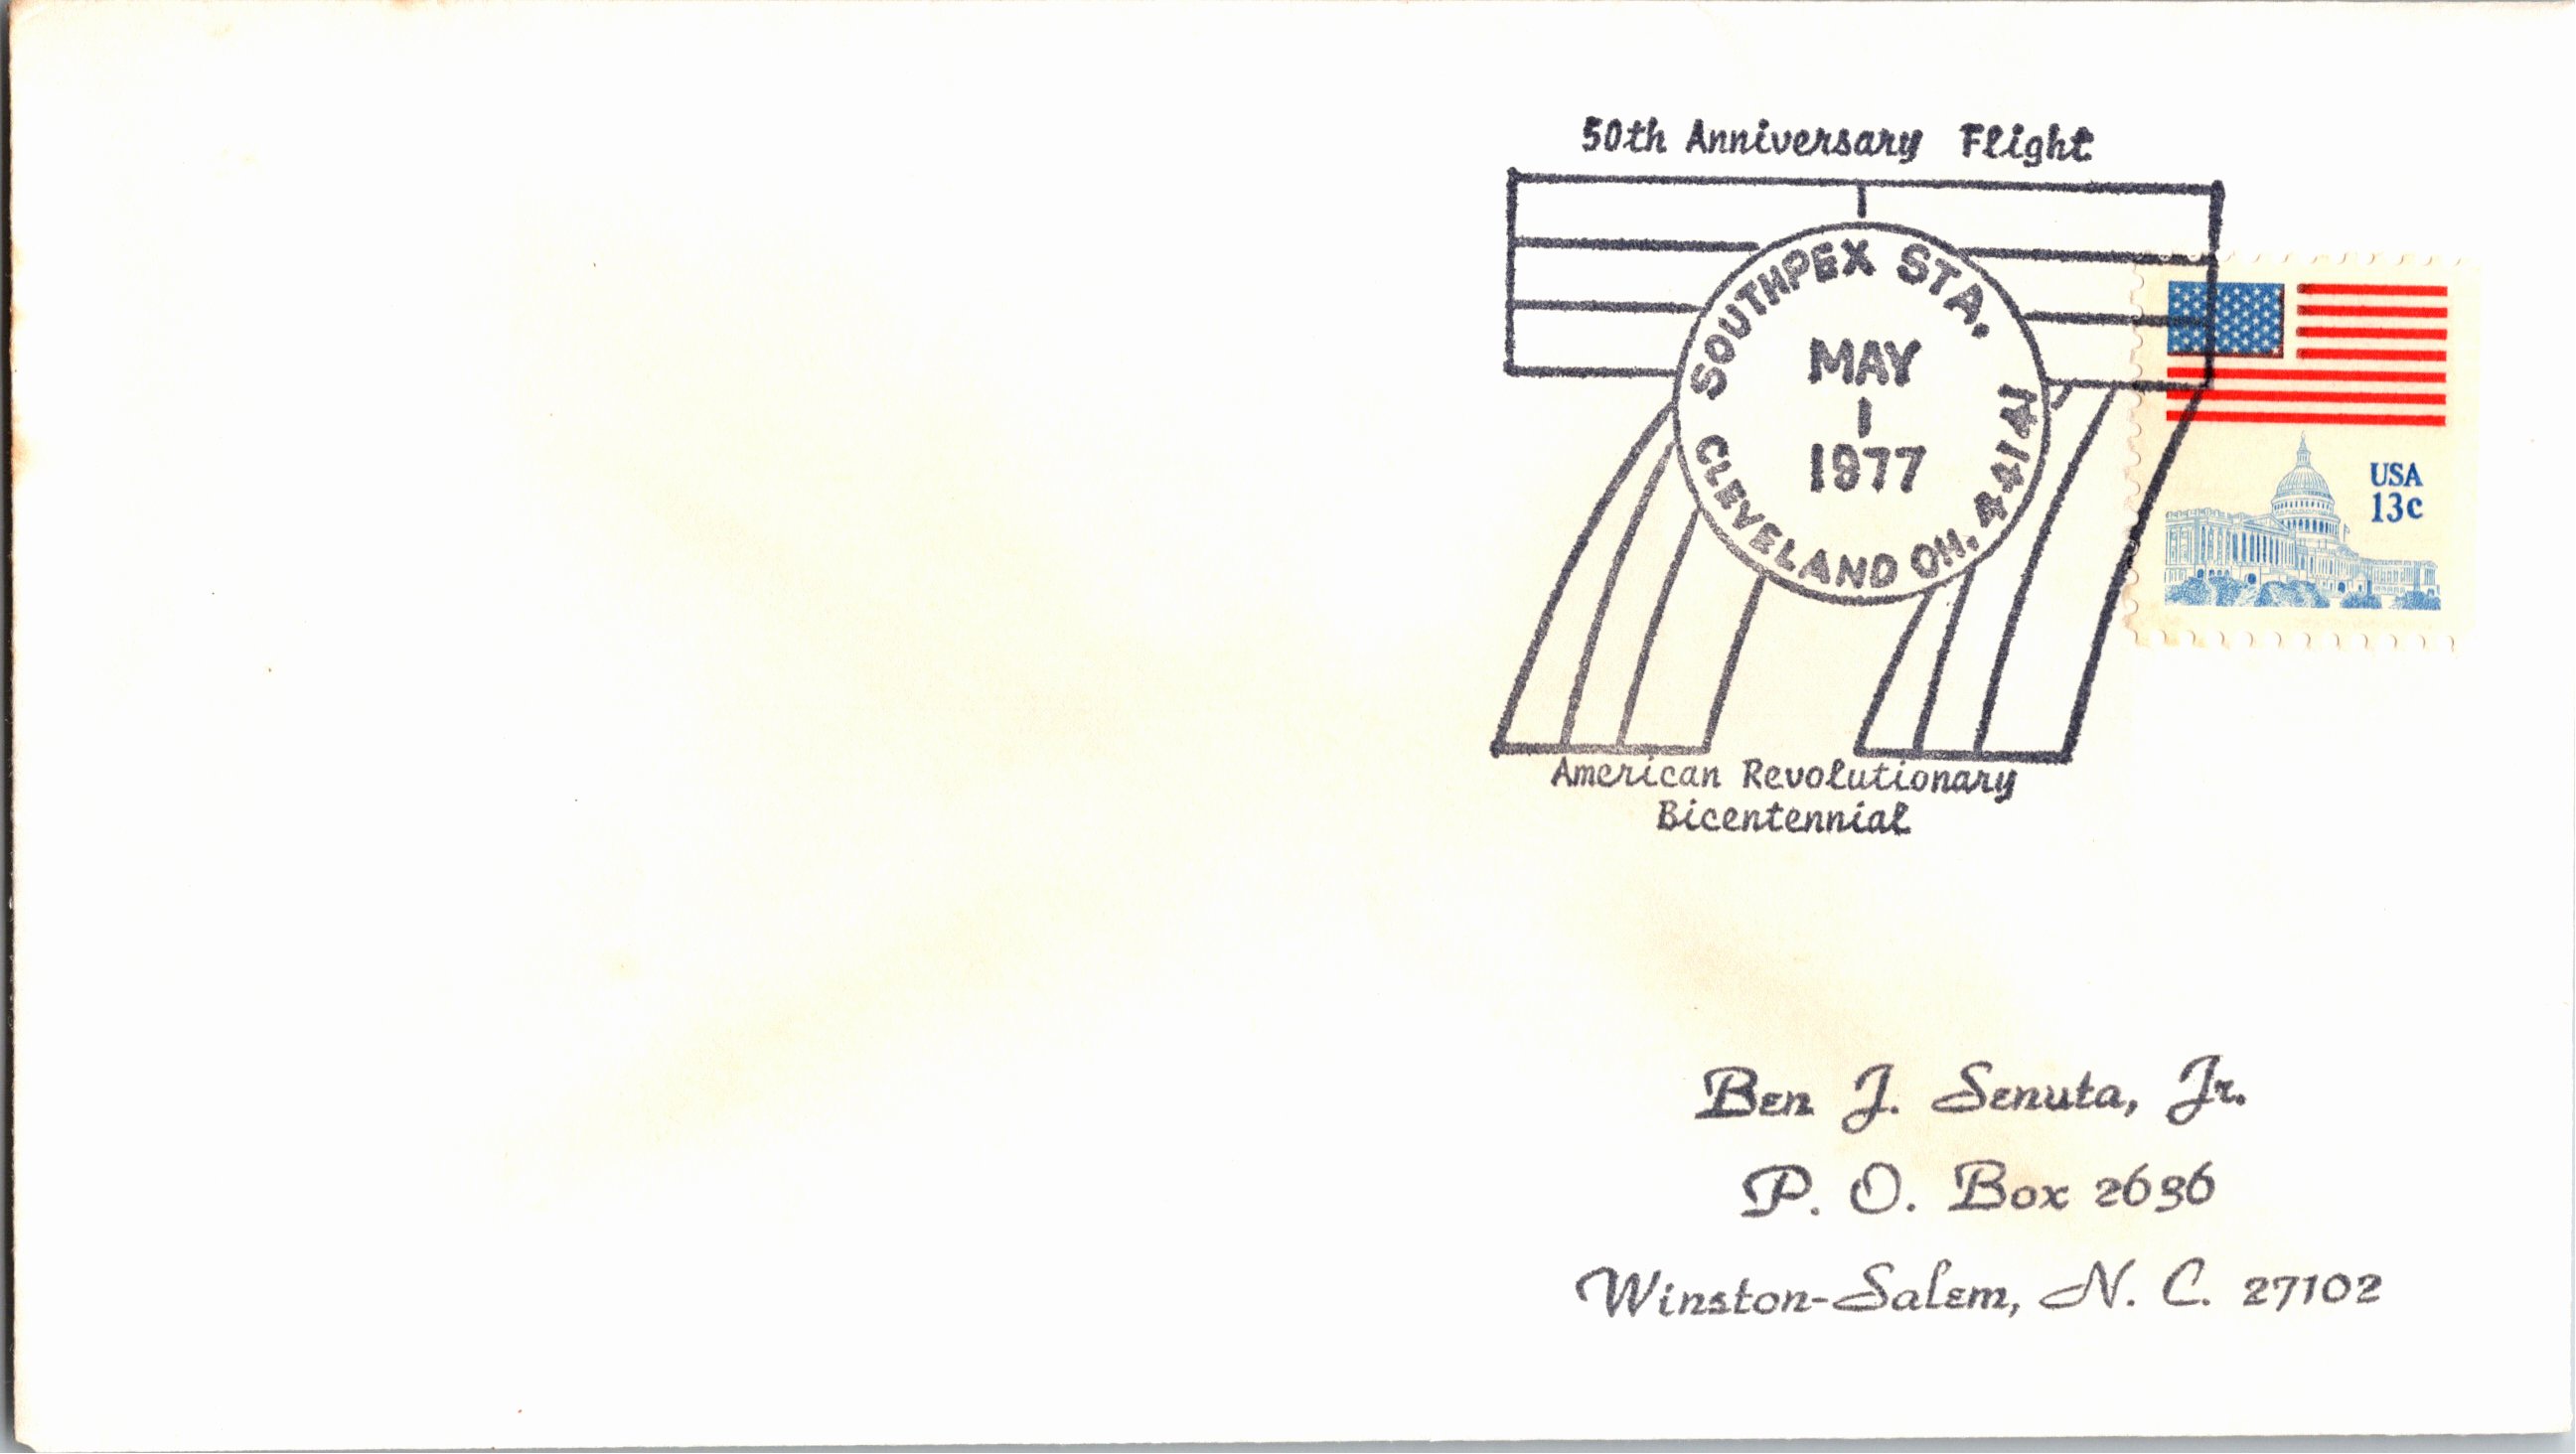 50th Anniversary Flight
SOUTHPEX STA.
MAY
1
1977
CLEVELAND OH. 44141
USA
13c
American Revolutionary
Bicentennial
Ben J. Senuta, Jr.
P. O. Box 2636
Winston-Salem, N. C. 27102